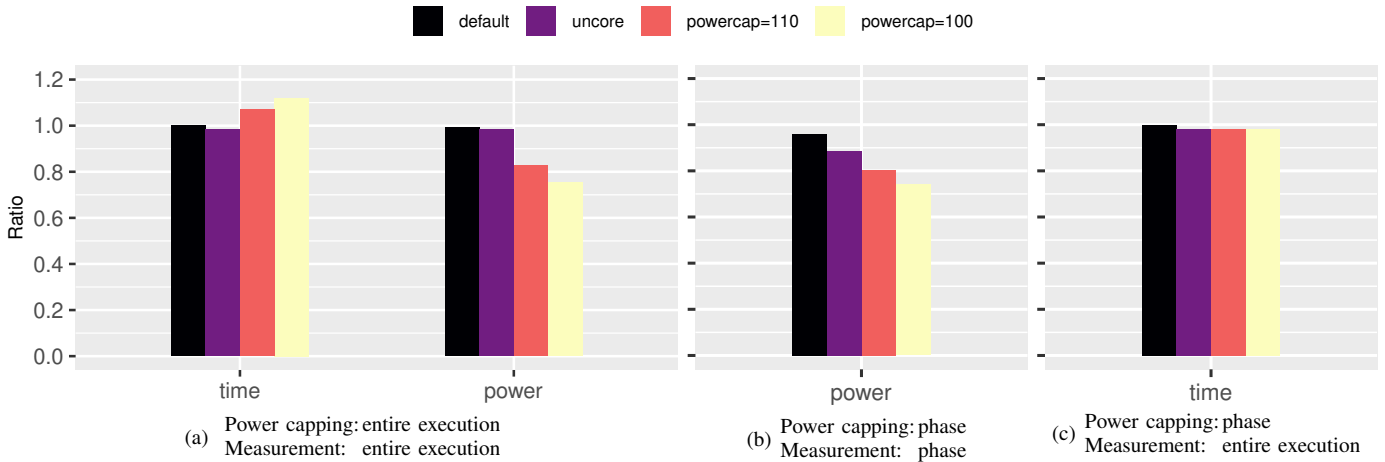 default uncore powercap=110 powercap=100
Ratio
1.2
1.0
0.8
0.6
0.4
0.2
0.0
time power power time
(a) Power capping: entire execution
Measurement: entire execution
(b) Power capping: phase
Measurement: phase
(c) Power capping: phase
Measurement: entire execution